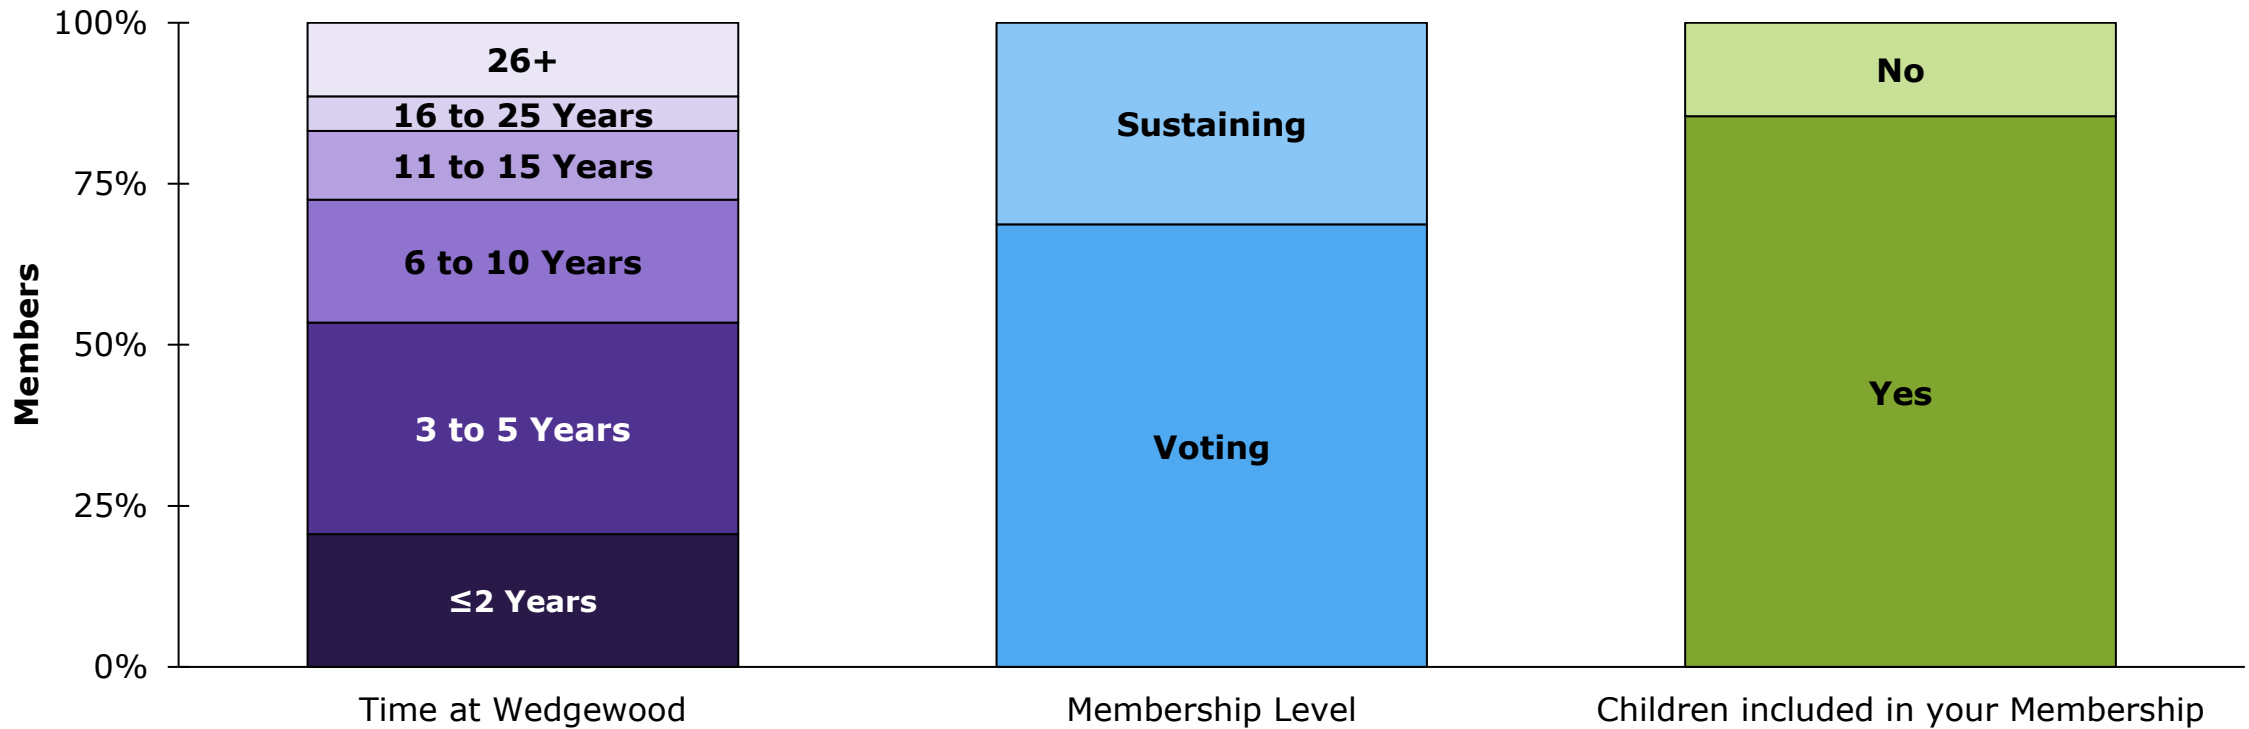 100%
75%
50%
25%
0%
Members
26+
16 to 25 Years
11 to 15 Years
6 to 10 Years
3 to 5 Years
≤2 Years
Sustaining
Voting
No
Yes
Time at Wedgewood
Membership Level
Children included in your Membership